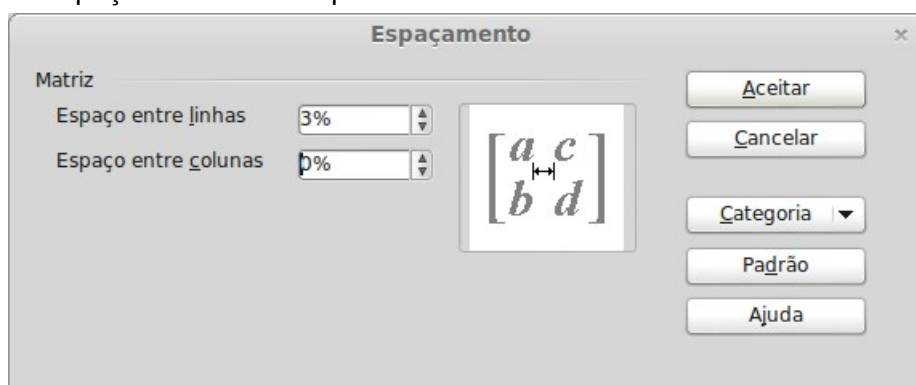 Espaçamento
Matriz
Espaço entre linhas 3%
Espaço entre colunas 0%
a c
b d
Aceitar
Cancelar
Categoria
Padrão
Ajuda